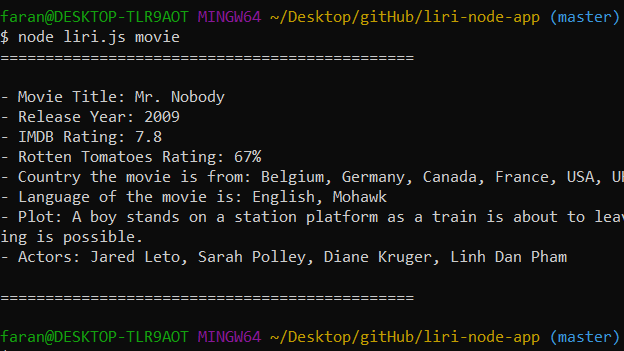 faran@DESKTOP-TLR9AOT MINGW64 ~/Desktop/gitHub/liri-node-app (master)
$ node liri.js movie
==============================================
- Movie Title: Mr. Nobody
- Release Year: 2009
- IMDB Rating: 7.8
- Rotten Tomatoes Rating: 67%
- Country the movie is from: Belgium, Germany, Canada, France, USA,
- Language of the movie is: English, Mohawk
- Plot: A boy stands on a station platform as a train is about to
ing is possible.
- Actors: Jared Leto, Sarah Polley, Diane Kruger, Linh Dan Pham
==============================================
faran@DESKTOP-TLR9AOT MINGW64 ~/Desktop/gitHub/liri-node-app (master)